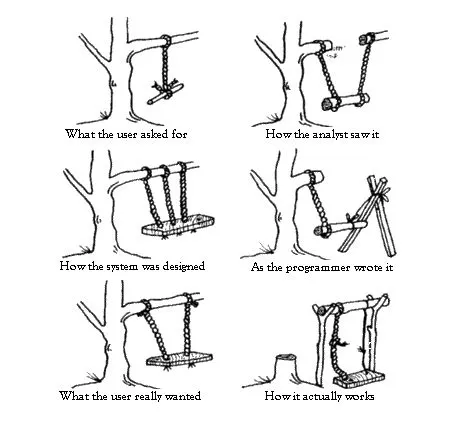 What the user asked for
How the analyst saw it
How the system was designed
As the programmer wrote it
What the user really wanted
How it actually works